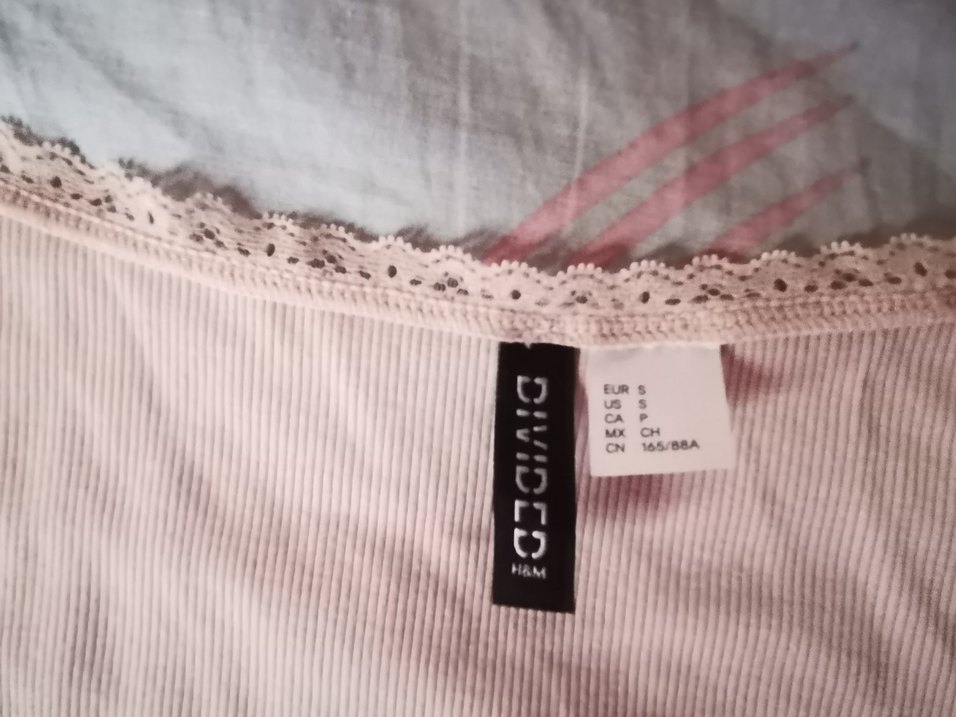 DIVIDED
H&M
EUR S
US S
CA P
MX CH
CN 165/88A